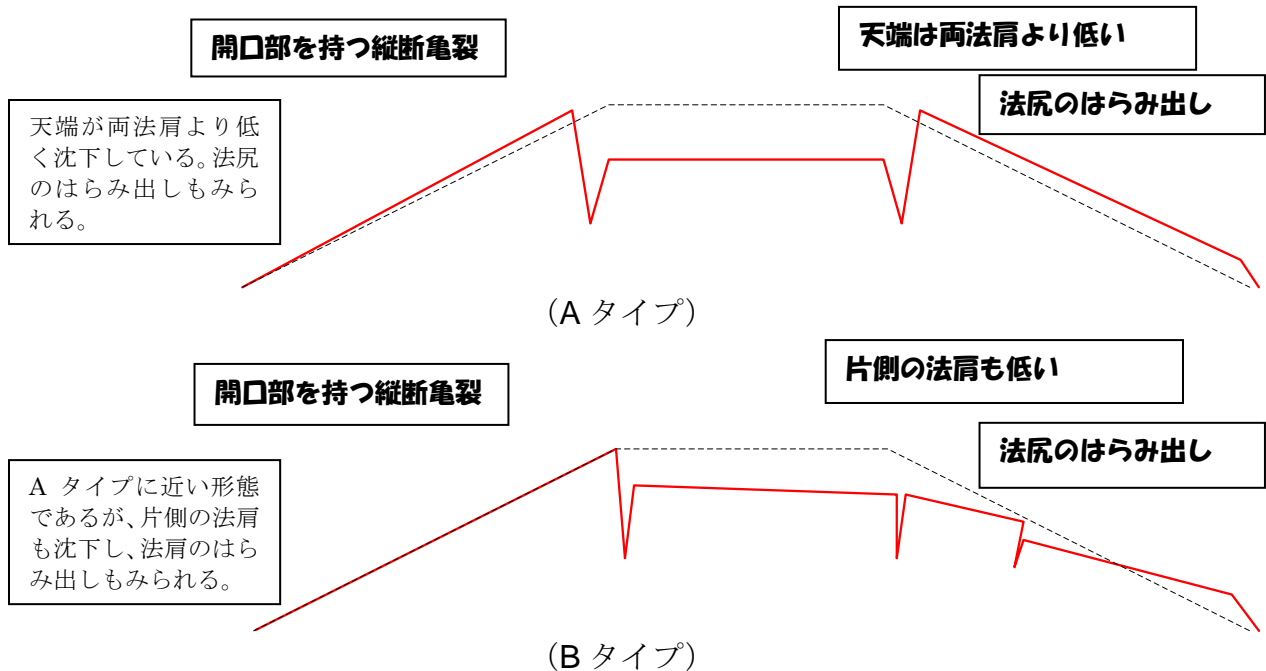 開口部を持つ縦断亀裂
天端は両法肩より低い
法尻のはらみ出し
天端が両法肩より低
く沈下している。法尻
のはらみ出しもみら
れる。
（A タイプ）
開口部を持つ縦断亀裂
片側の法肩も低い
法尻のはらみ出し
A タイプに近い形態
であるが、片側の法肩
も沈下し、法肩のはら
み出しもみられる。
（B タイプ）